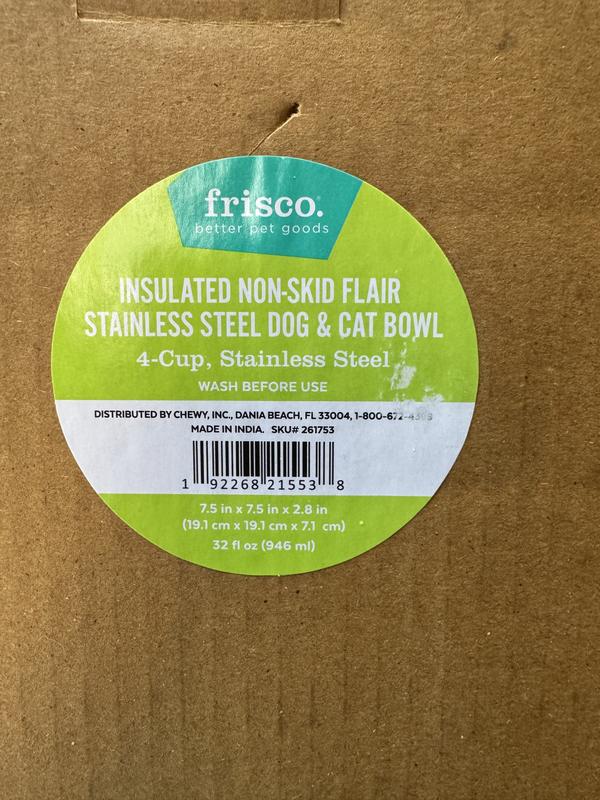 frisco.
better pet goods
INSULATED NON-SKID FLAIR
STAINLESS STEEL DOG & CAT BOWL
4-Cup, Stainless Steel
WASH BEFORE USE
DISTRIBUTED BY CHEWY, INC., DANIA BEACH, FL 33004,
MADE IN INDIA. SKU# 261753
1 92268 21553 8
7.5 in x 7.5 in x 2.8 in
(19.1 cm x 19.1 cm x 7.1 cm)
32 fl oz (946 ml)